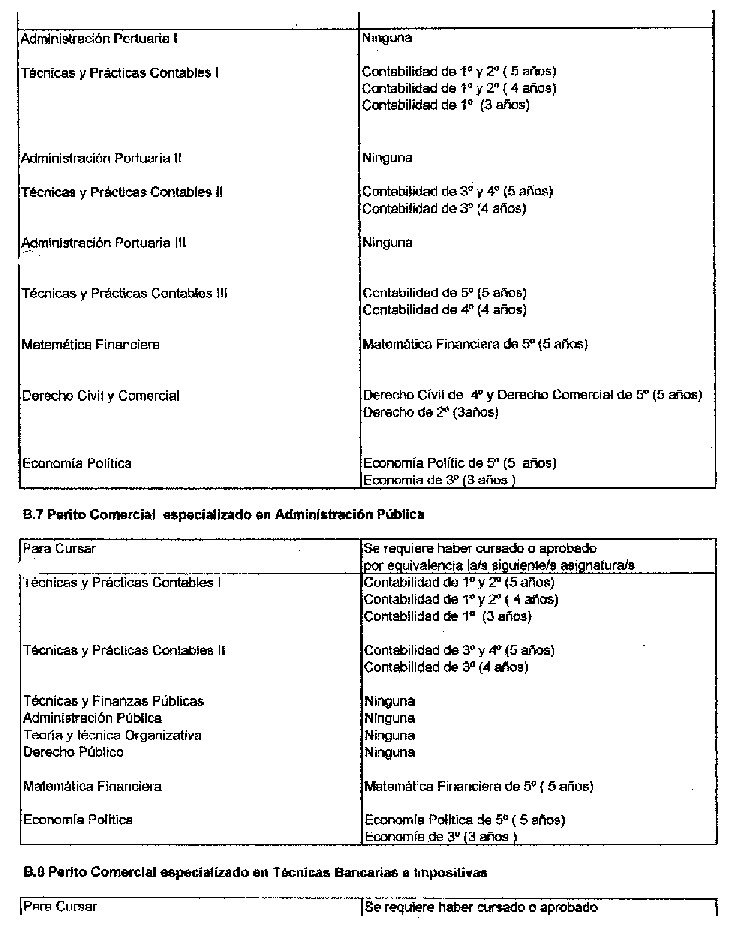 Administración Portuaria I Ninguna
Técnicas y Prácticas Contables I Contabilidad de 1º y 2º ( 5 años)
Contabilidad de 1º y 2º ( 4 años)
Contabilidad de 1º (3 años)
Administración Portuaria II Ninguna
Técnicas y Prácticas Contables II Contabilidad de 3º y 4º (5 años)
Contabilidad de 3º (4 años)
Administración Portuaria III Ninguna
Técnicas y Prácticas Contables III Contabilidad de 5º (5 años)
Contabilidad de 4º (4 años)
Matemética Financiera Matemática Financiera de 5º (5 años)
Derecho Civil y Comercial Derecho Civil de 4º y Derecho Comercial de 5º (5 años)
Derecho de 2º (3años)
Economía Política Economía Polític de 5º (5 años)
Economía de 3º (3 años )
B.7 Perito Comercial especializado en Administración Pública
Para Cursar Se requiere haber cursado o aprobado
por equivalencia la/s siguiente/s asignatura/s
Técnicas y Prácticas Contables I Contabilidad de 1º y 2º (5 años)
Contabilidad de 1º y 2º ( 4 años)
Contabilidad de 1º (3 años)
Técnicas y Prácticas Contables II Contabilidad de 3º y 4º (5 años)
Contabilidad de 3º (4 años)
Técnicas y Finanzas Públicas Ninguna
Administración Pública Ninguna
Teoría y técnica Organizativa Ninguna
Derecho Público Ninguna
Matemática Financiera Matemática Financiera de 5º ( 5 años)
Economía Política Economía Política de 5º ( 5 años)
Economía de 3º (3 años )
B.8 Perito Comercial especializado en Técnicas Bancarias e Impositivas
Para Cursar Se requiere haber cursado o aprobado